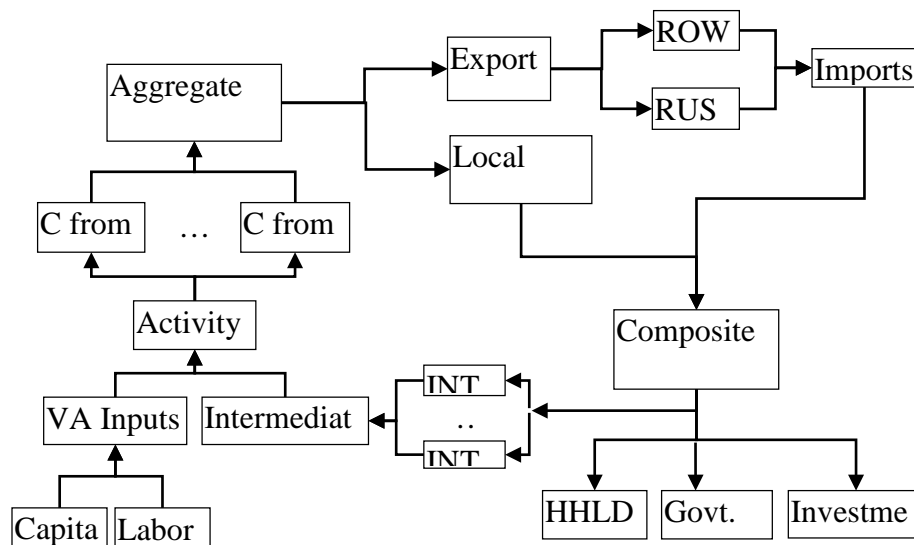 ROW
Export
Imports
Aggregate
RUS
Local
C from
…
C from
Activity
Composite
INT
VA Inputs
Intermediat
..
INT
HHLD
Govt.
Investme
Capita
Labor